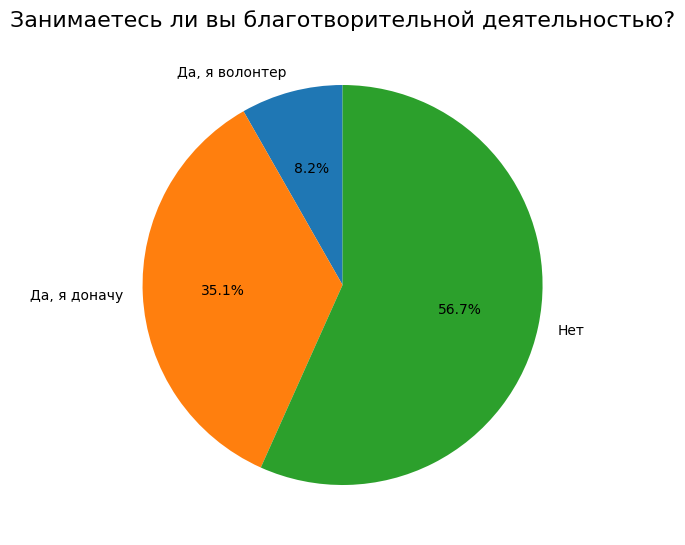 Занимаетесь ли вы благотворительной деятельностью?
Да, я волонтер
8.2%
Да, я доначу
35.1%
56.7%
Нет